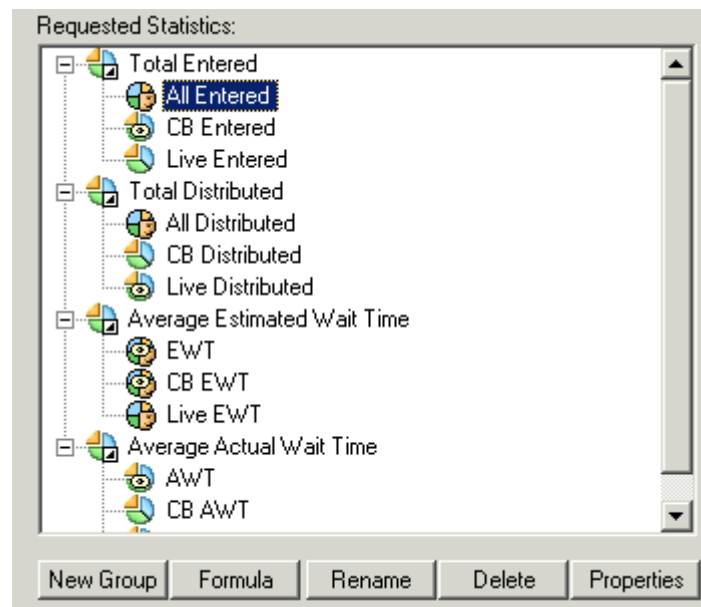 Requested Statistics:
Total Entered
All Entered
CB Entered
Live Entered
Total Distributed
All Distributed
CB Distributed
Live Distributed
Average Estimated Wait Time
EWT
CB EWT
Live EWT
Average Actual Wait Time
AWT
CB AWT
New Group Formula Rename Delete Properties